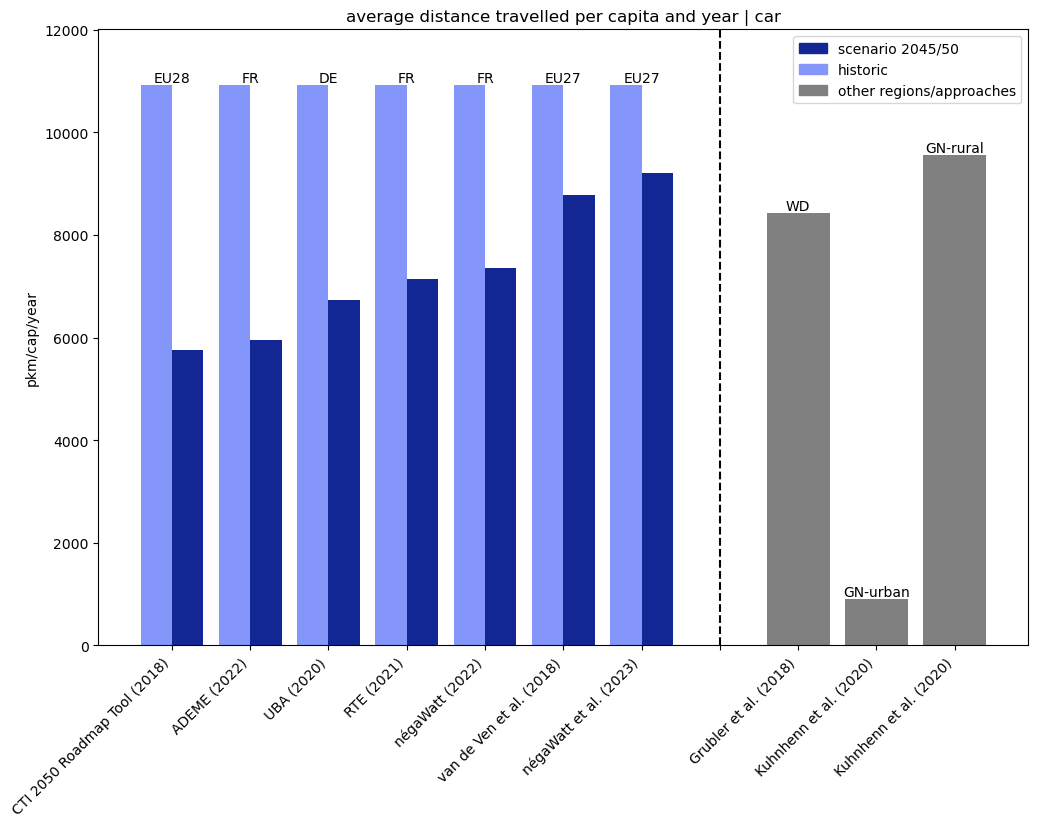 average distance travelled per capita and year | car
pkm/cap/year
12000
10000
8000
6000
4000
2000
0
scenario 2045/50
historic
other regions/approaches
EU28
FR
DE
FR
FR
EU27
EU27
WD
GN-urban
GN-rural
CTI 2050 Roadmap Tool (2018)
ADEME (2022)
UBA (2020)
RTE (2021)
négaWatt (2022)
van de Ven et al. (2018)
négaWatt et al. (2023)
Grubler et al. (2018)
Kuhnhenn et al. (2020)
Kuhnhenn et al. (2020)